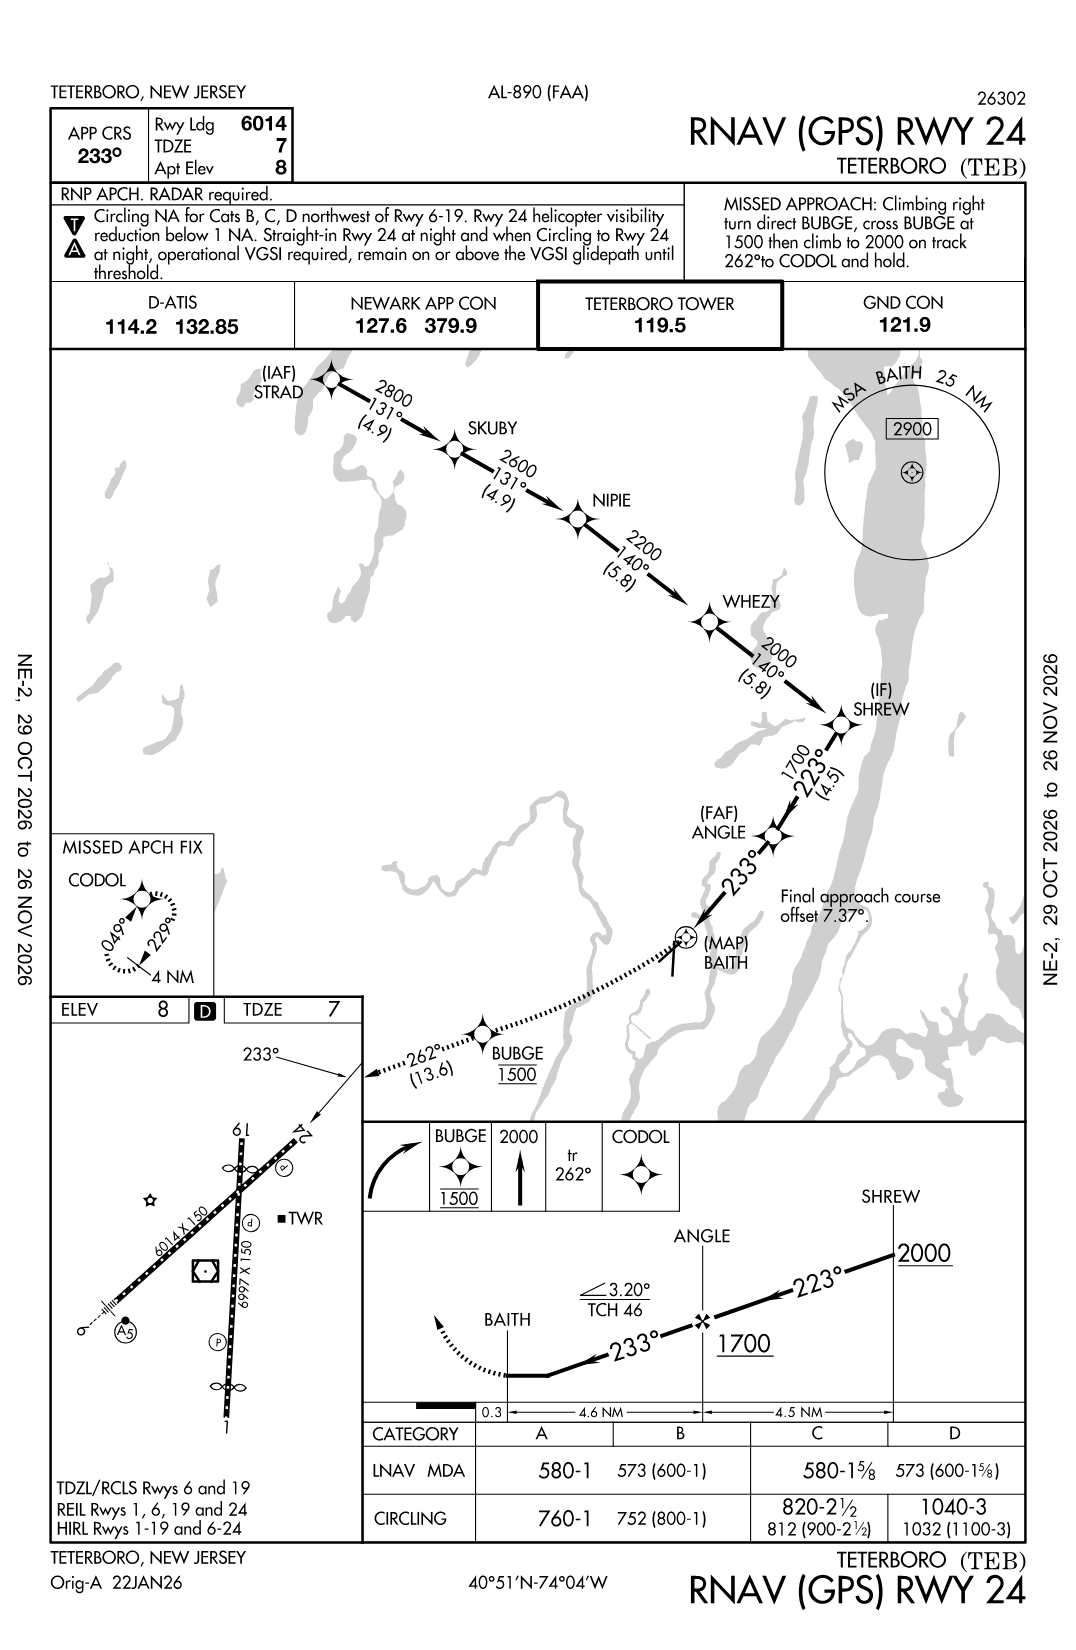 TETERBORO, NEW JERSEY
AL-890 (FAA)
26302
RNAV (GPS) RWY 24
TETERBORO (TEB)
APP CRS
233°
Rwy Ldg 6014
TDZE 7
Apt Elev 8
RNP APCH. RADAR required.
T
A
Circling NA for Cats B, C, D northwest of Rwy 6-19. Rwy 24 helicopter visibility
reduction below 1 NA. Straight-in Rwy 24 at night and when Circling to Rwy 24
at night, operational VGSI required, remain on or above the VGSI glidepath until
threshold.
MISSED APPROACH: Climbing right
turn direct BUBGE, cross BUBGE at
1500 then climb to 2000 on track
262°to CODOL and hold.
D-ATIS
114.2 132.85
NEWARK APP CON
127.6 379.9
TETERBORO TOWER
119.5
GND CON
121.9
(IAF)
STRAD
2800
131°
(4.9)
SKUBY
2600
131°
(4.9)
NIPIE
2200
140°
(5.8)
WHEZY
2000
140°
(5.8)
(IF)
SHREW
1700
223°
(4.5)
(FAF)
ANGLE
233°
Final approach course
offset 7.37°.
(MAP)
BAITH
BUBGE
1500
262°
(13.6)
MSA BAITH 25 NM
2900
MISSED APCH FIX
CODOL
049°
229°
4 NM
NE-2, 29 OCT 2026 to 26 NOV 2026
NE-2, 29 OCT 2026 to 26 NOV 2026
ELEV 8
D
TDZE 7
233°
19
24
P
6014 X 150
P
TWR
6997 X 150
6
A5
P
1
TDZL/RCLS Rwys 6 and 19
REIL Rwys 1, 6, 19 and 24
HIRL Rwys 1-19 and 6-24
BUBGE
1500
2000
tr
262°
CODOL
SHREW
2000
ANGLE
223°
3.20°
TCH 46
BAITH
233°
1700
0.3
4.6 NM
4.5 NM
CATEGORY A B C D
LNAV MDA 580-1 573 (600-1) 580-1⅝ 573 (600-1⅝)
CIRCLING 760-1 752 (800-1) 820-2½ 1040-3
812 (900-2½) 1032 (1100-3)
TETERBORO, NEW JERSEY
Orig-A 22JAN26
40°51'N-74°04'W
TETERBORO (TEB)
RNAV (GPS) RWY 24